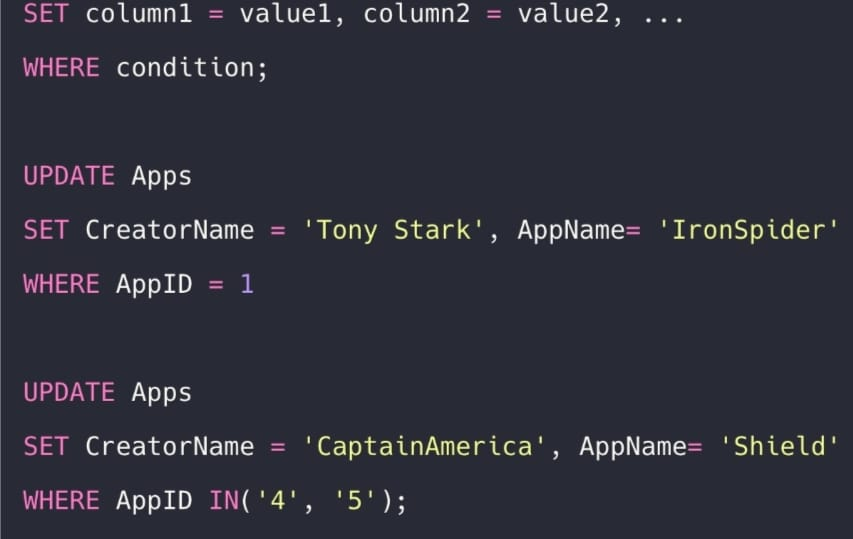 SET column1 = value1, column2 = value2, ...
WHERE condition;
UPDATE Apps
SET CreatorName = 'Tony Stark', AppName= 'IronSpider'
WHERE AppID = 1
UPDATE Apps
SET CreatorName = 'CaptainAmerica', AppName= 'Shield'
WHERE AppID IN('4', '5');